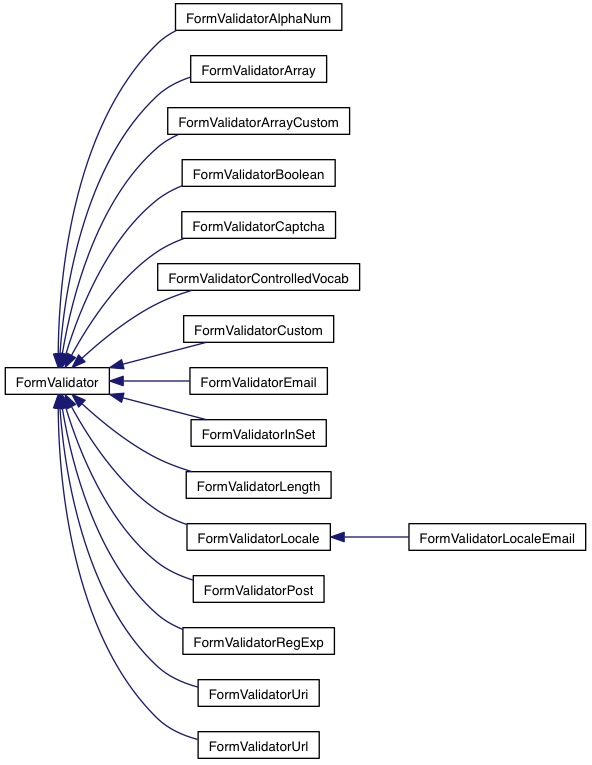 FormValidatorAlphaNum
FormValidatorArray
FormValidatorArrayCustom
FormValidatorBoolean
FormValidatorCaptcha
FormValidatorControlledVocab
FormValidatorCustom
FormValidator
FormValidatorEmail
FormValidatorInSet
FormValidatorLength
FormValidatorLocale
FormValidatorLocaleEmail
FormValidatorPost
FormValidatorRegExp
FormValidatorUri
FormValidatorUrl